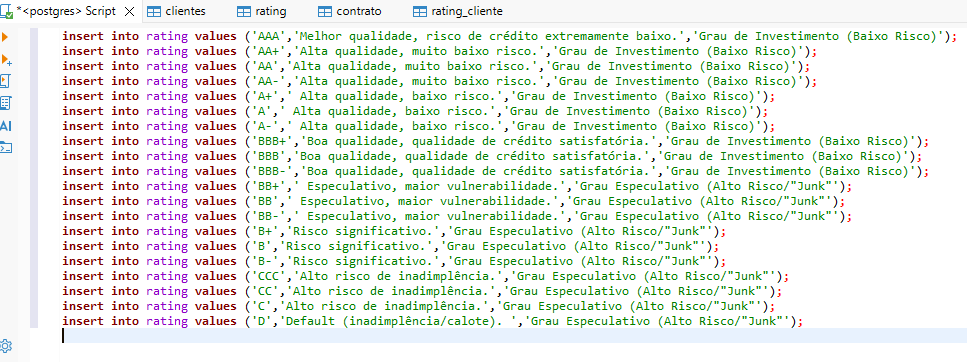 *<postgres> Script clientes rating contrato rating_cliente
insert into rating values ('AAA','Melhor qualidade, risco de crédito extremamente baixo.','Grau de Investimento (Baixo Risco)');
insert into rating values ('AA+','Alta qualidade, muito baixo risco.','Grau de Investimento (Baixo Risco)');
insert into rating values ('AA','Alta qualidade, muito baixo risco.','Grau de Investimento (Baixo Risco)');
insert into rating values ('AA-','Alta qualidade, muito baixo risco.','Grau de Investimento (Baixo Risco)');
insert into rating values ('A+',' Alta qualidade, baixo risco.','Grau de Investimento (Baixo Risco)');
insert into rating values ('A',' Alta qualidade, baixo risco.','Grau de Investimento (Baixo Risco)');
insert into rating values ('A-',' Alta qualidade, baixo risco.','Grau de Investimento (Baixo Risco)');
insert into rating values ('BBB+','Boa qualidade, qualidade de crédito satisfatória.','Grau de Investimento (Baixo Risco)');
insert into rating values ('BBB','Boa qualidade, qualidade de crédito satisfatória.','Grau de Investimento (Baixo Risco)');
insert into rating values ('BBB-','Boa qualidade, qualidade de crédito satisfatória.','Grau de Investimento (Baixo Risco)');
insert into rating values ('BB+',' Especulativo, maior vulnerabilidade.','Grau Especulativo (Alto Risco/"Junk"');
insert into rating values ('BB',' Especulativo, maior vulnerabilidade.','Grau Especulativo (Alto Risco/"Junk"');
insert into rating values ('BB-',' Especulativo, maior vulnerabilidade.','Grau Especulativo (Alto Risco/"Junk"');
insert into rating values ('B+','Risco significativo.','Grau Especulativo (Alto Risco/"Junk"');
insert into rating values ('B','Risco significativo.','Grau Especulativo (Alto Risco/"Junk"');
insert into rating values ('B-','Risco significativo.','Grau Especulativo (Alto Risco/"Junk"');
insert into rating values ('CCC','Alto risco de inadimplência.','Grau Especulativo (Alto Risco/"Junk"');
insert into rating values ('CC','Alto risco de inadimplência.','Grau Especulativo (Alto Risco/"Junk"');
insert into rating values ('C','Alto risco de inadimplência.','Grau Especulativo (Alto Risco/"Junk"');
insert into rating values ('D','Default (inadimplência/calote). ','Grau Especulativo (Alto Risco/"Junk"');
AI